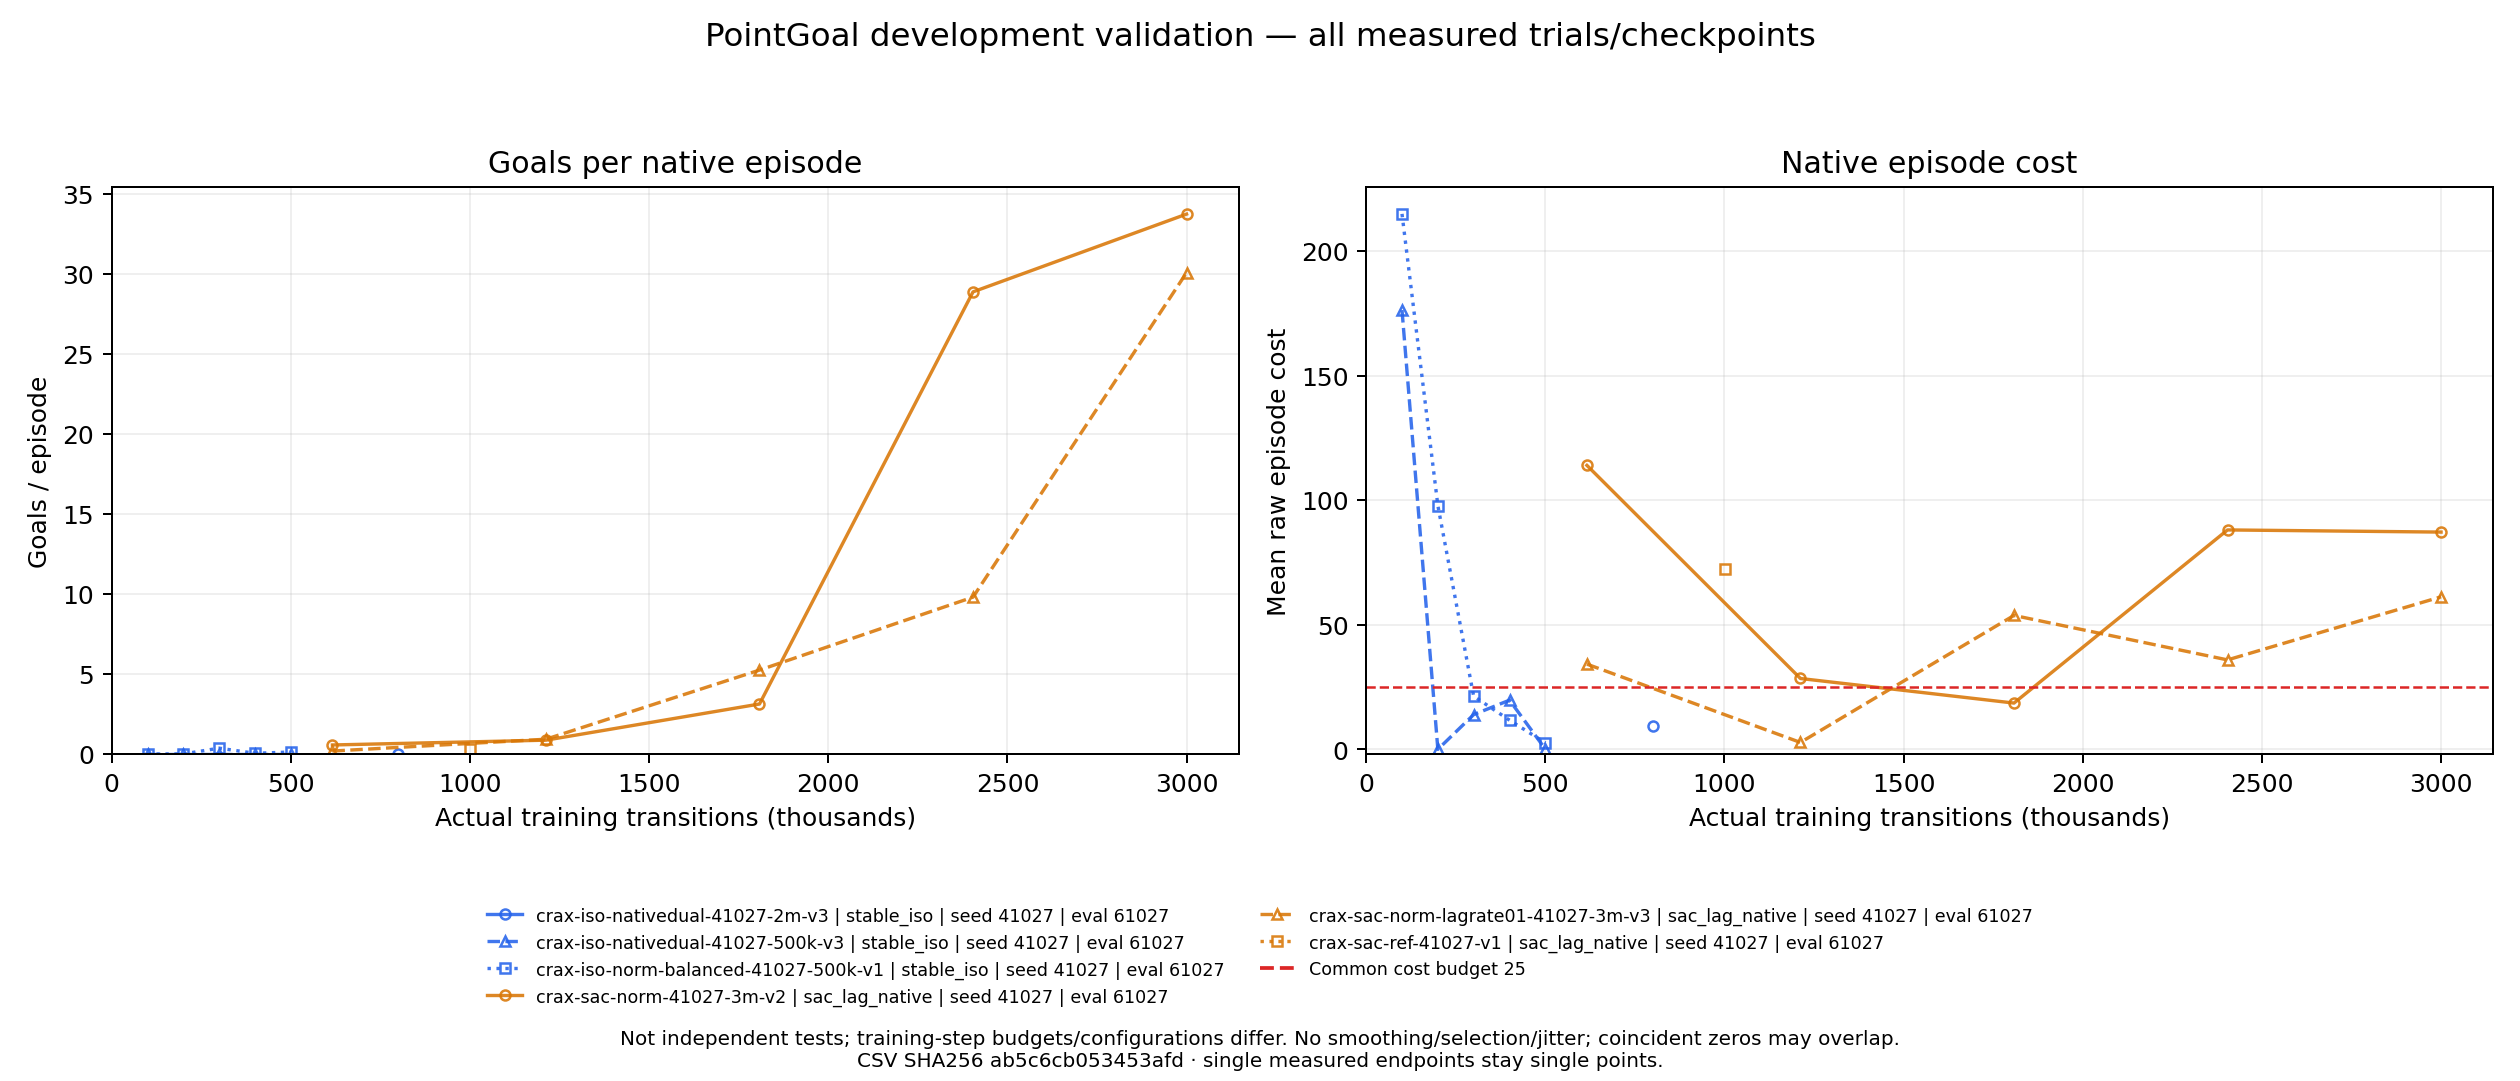 PointGoal development validation — all measured trials/checkpoints
Goals per native episode
Goals / episode
35
30
25
20
15
10
5
0
0 500 1000 1500 2000 2500 3000
Actual training transitions (thousands)
Native episode cost
Mean raw episode cost
200
150
100
50
0
0 500 1000 1500 2000 2500 3000
Actual training transitions (thousands)
crax-iso-nativedual-41027-2m-v3 | stable_iso | seed 41027 | eval 61027
crax-iso-nativedual-41027-500k-v3 | stable_iso | seed 41027 | eval 61027
crax-iso-norm-balanced-41027-500k-v1 | stable_iso | seed 41027 | eval 61027
crax-sac-norm-41027-3m-v2 | sac_lag_native | seed 41027 | eval 61027
crax-sac-norm-lagrate01-41027-3m-v3 | sac_lag_native | seed 41027 | eval 61027
crax-sac-ref-41027-v1 | sac_lag_native | seed 41027 | eval 61027
Common cost budget 25
Not independent tests; training-step budgets/configurations differ. No smoothing/selection/jitter; coincident zeros may overlap.
CSV SHA256 ab5c6cb053453afd · single measured endpoints stay single points.